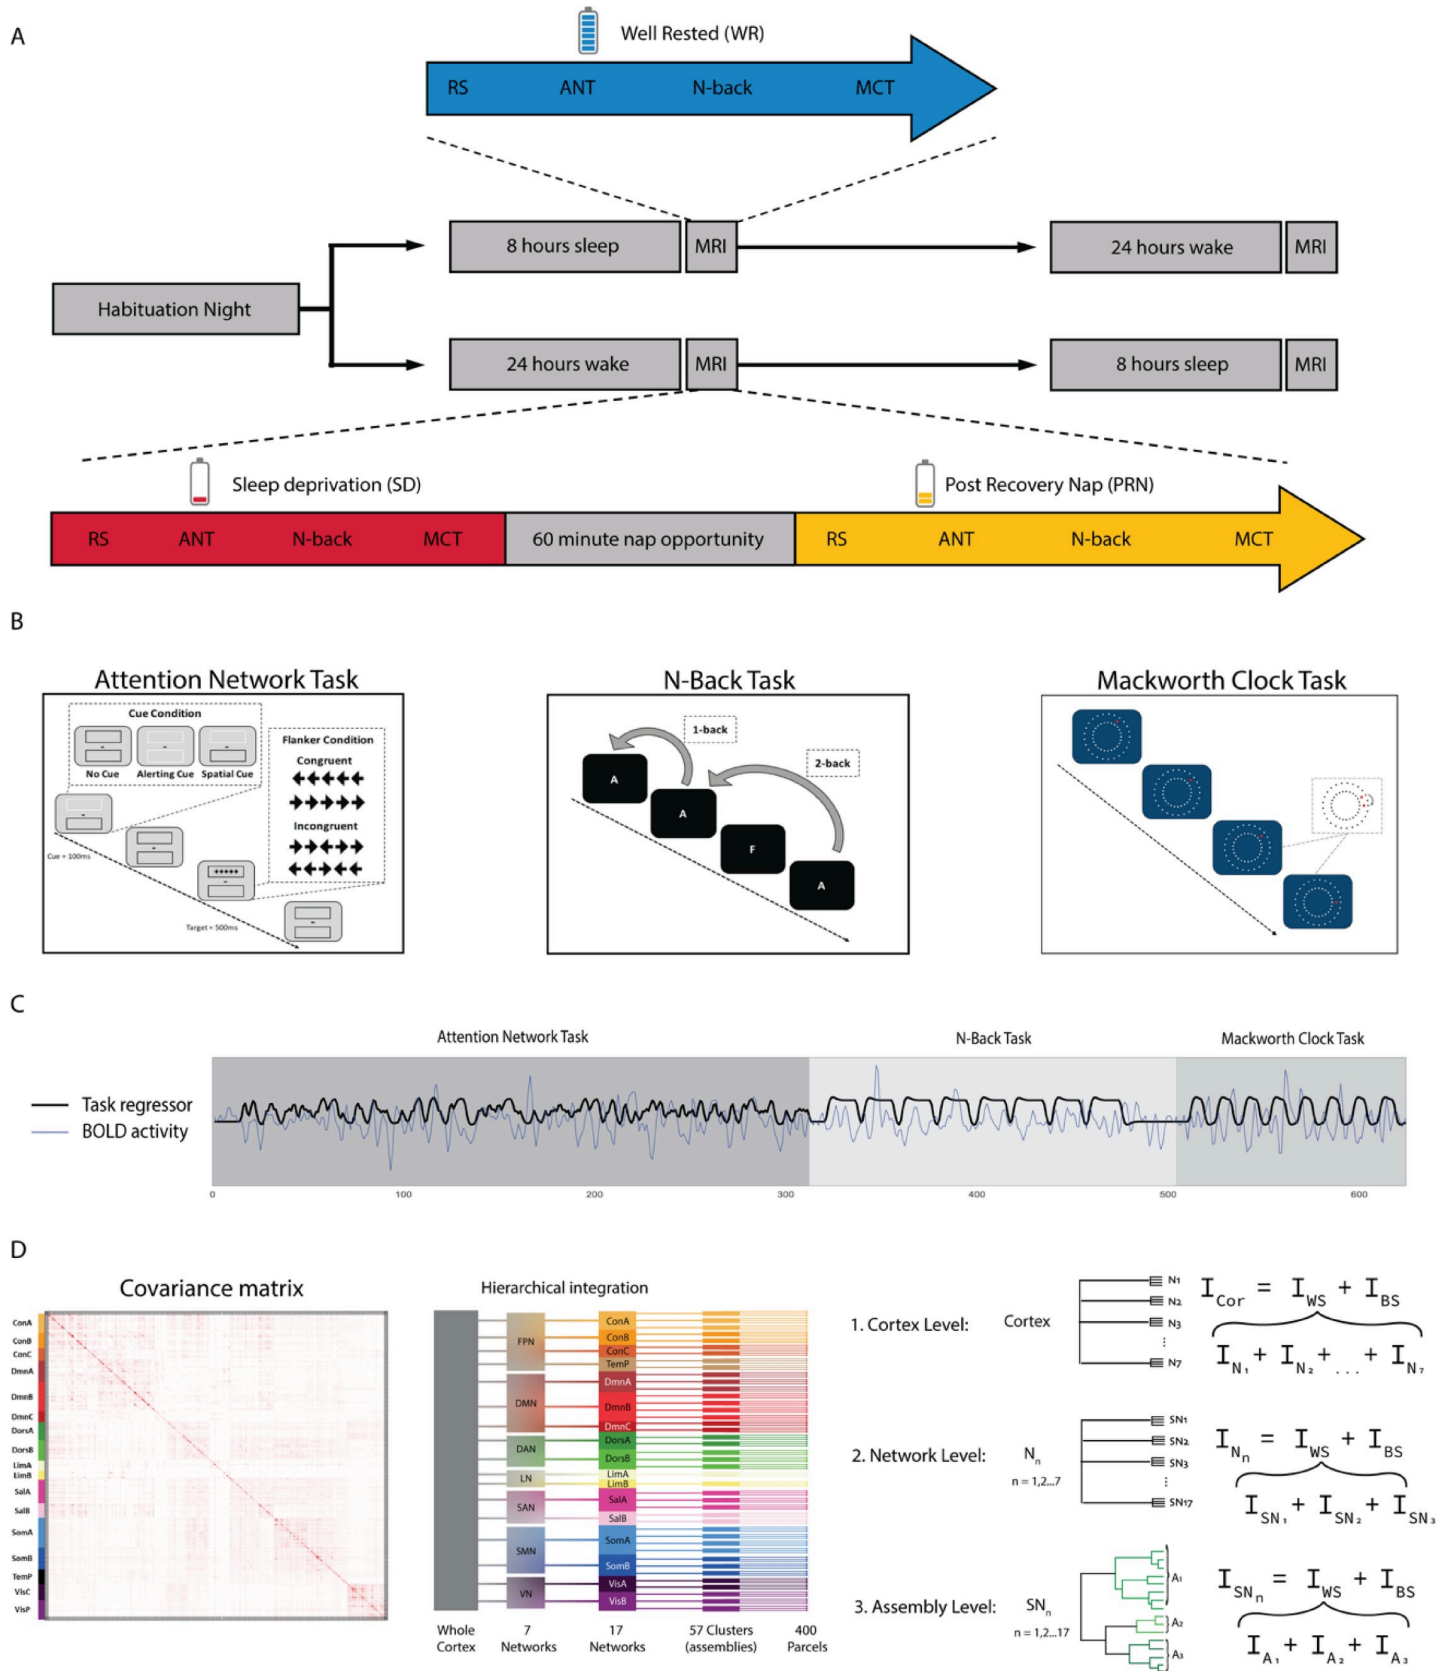 A
Well Rested (WR)
RS ANT N-back MCT
8 hours sleep MRI
24 hours wake MRI
Habituation Night
24 hours wake MRI
8 hours sleep MRI
Sleep deprivation (SD)
Post Recovery Nap (PRN)
RS ANT N-back MCT
60 minute nap opportunity
RS ANT N-back MCT
B
Attention Network Task
Cue Condition
No Cue Alerting Cue Spatial Cue
Flanker Condition
Congruent
Incongruent
Cue = 100ms
Target = 500ms
N-Back Task
1-back
2-back
A
A
F
A
Mackworth Clock Task
C
Attention Network Task
N-Back Task
Mackworth Clock Task
Task regressor
BOLD activity
0 100 200 300 400 500 600
D
Covariance matrix
ConA
ConB
ConC
DmnA
DmnB
DmnC
DorsA
DorsB
LimA
LimB
SalA
SalB
SomA
SomB
TemP
VisC
VisP
Hierarchical integration
FPN
DMN
DAN
LN
SAN
SMN
VN
ConA
ConB
ConC
TemP
DmnA
DmnB
DmnC
DorsA
DorsB
LimA
LimB
SalA
SalB
SomA
SomB
VisA
VisB
Whole Cortex
7 Networks
17 Networks
57 Clusters (assemblies)
400 Parcels
1. Cortex Level:
Cortex
N1
N2
N3
⋮
N7
I_Cor = I_WS + I_BS
I_N₁ + I_N₂ + ... + I_N₇
2. Network Level:
N_n
n = 1,2...7
SN1
SN2
SN3
⋮
SN17
I_N_n = I_WS + I_BS
I_SN₁ + I_SN₂ + I_SN₃
3. Assembly Level:
SN_n
n = 1,2...17
A1
A2
A3
I_SN_n = I_WS + I_BS
I_A₁ + I_A₂ + I_A₃